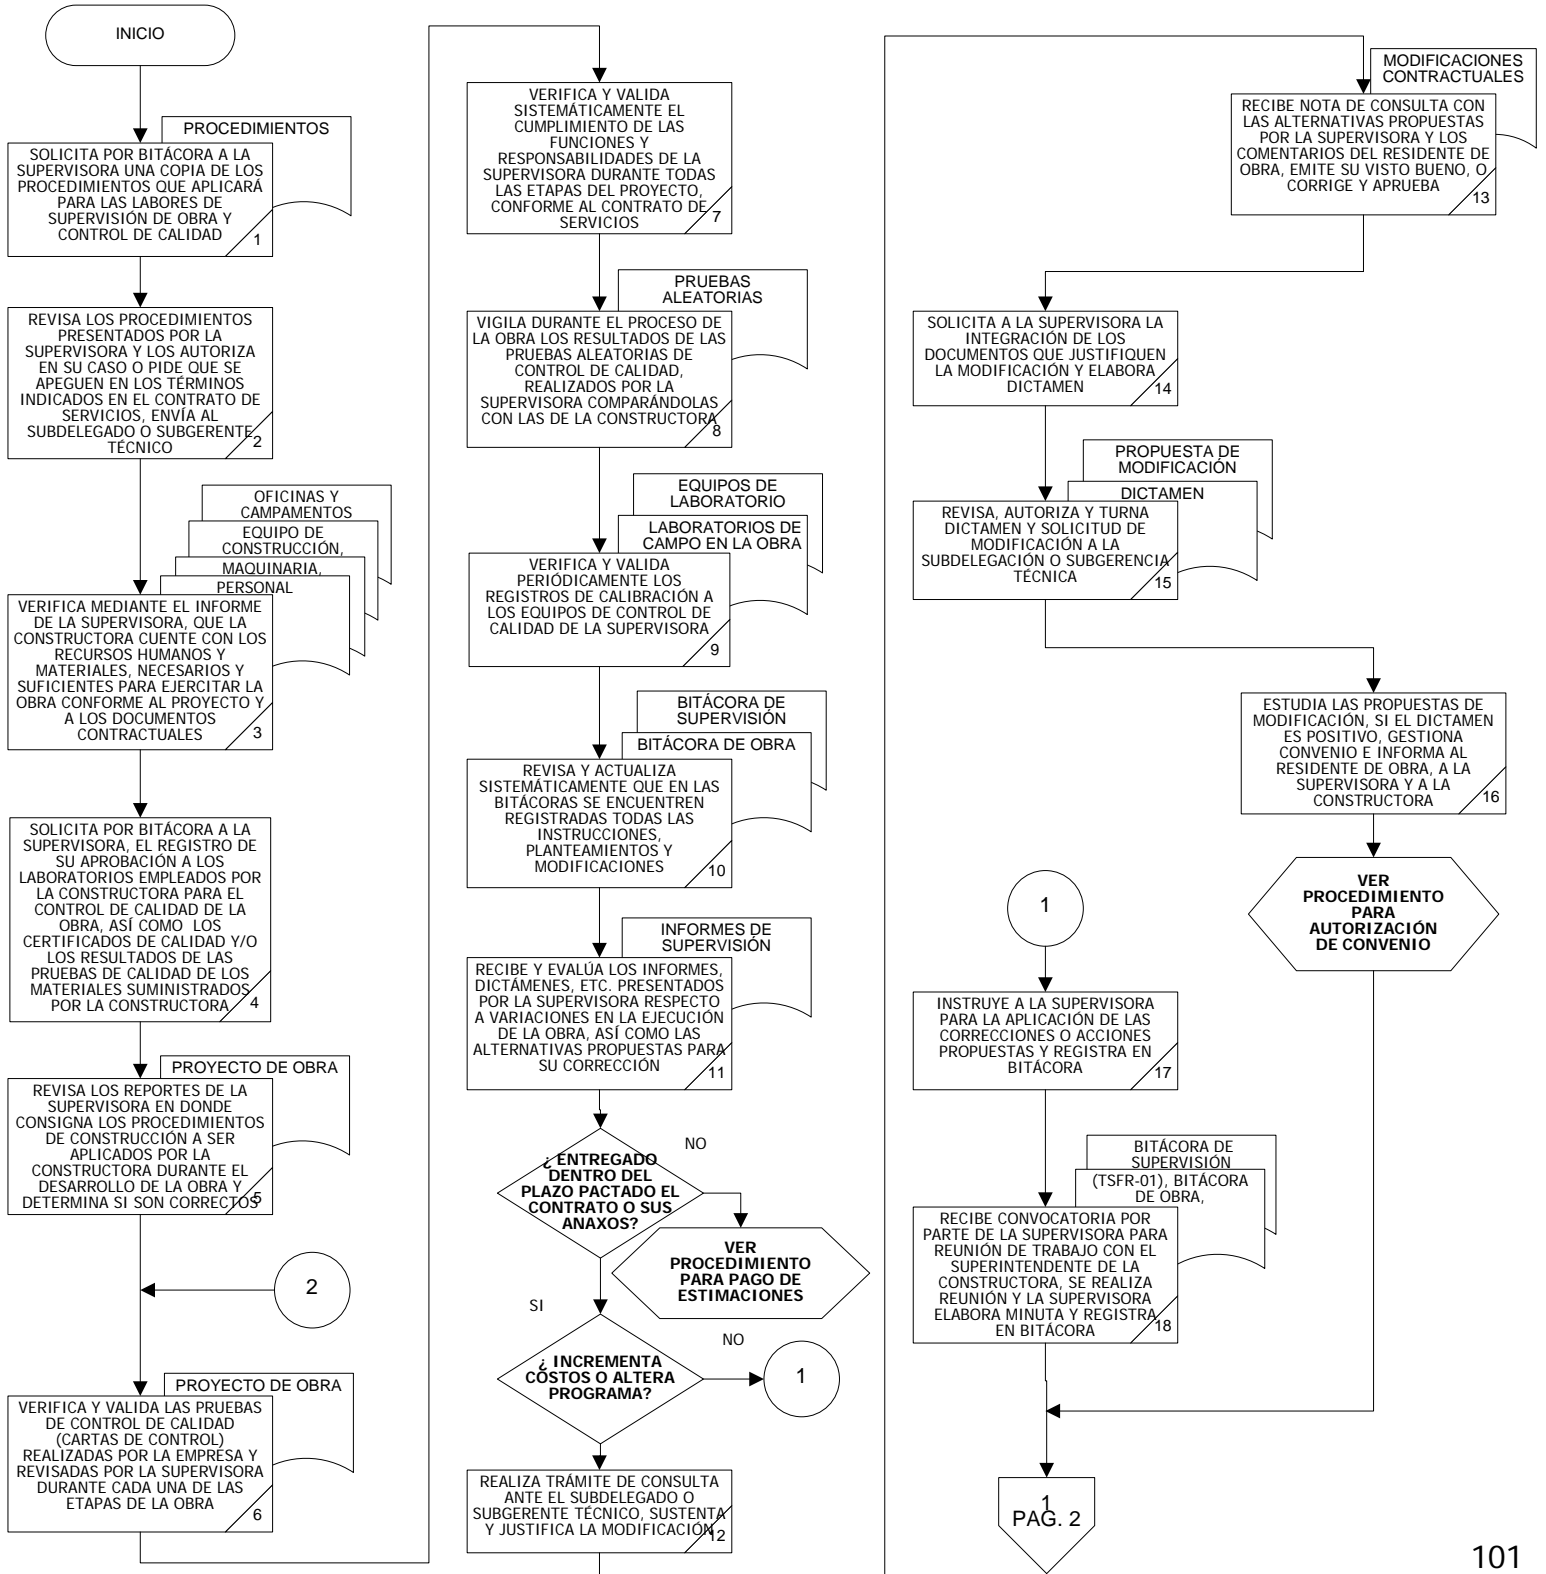 INICIO
PROCEDIMIENTOS
SOLICITA POR BITÁCORA A LA
SUPERVISORA UNA COPIA DE LOS
PROCEDIMIENTOS QUE APLICARÁ
PARA LAS LABORES DE
SUPERVISIÓN DE OBRA Y
CONTROL DE CALIDAD
1
REVISA LOS PROCEDIMIENTOS
PRESENTADOS POR LA
SUPERVISORA Y LOS AUTORIZA
EN SU CASO O PIDE QUE SE
APEGUEN EN LOS TÉRMINOS
INDICADOS EN EL CONTRATO DE
SERVICIOS, ENVÍA AL
SUBDELEGADO O SUBGERENTE
TÉCNICO
2
OFICINAS Y
CAMPAMENTOS
EQUIPO DE
CONSTRUCCIÓN,
MAQUINARIA,
PERSONAL
VERIFICA MEDIANTE EL INFORME
DE LA SUPERVISORA, QUE LA
CONSTRUCTORA CUENTE CON LOS
RECURSOS HUMANOS Y
MATERIALES, NECESARIOS Y
SUFICIENTES PARA EJERCITAR LA
OBRA CONFORME AL PROYECTO Y
A LOS DOCUMENTOS
CONTRACTUALES
3
SOLICITA POR BITÁCORA A LA
SUPERVISORA, EL REGISTRO DE
SU APROBACIÓN A LOS
LABORATORIOS EMPLEADOS POR
LA CONSTRUCTORA PARA EL
CONTROL DE CALIDAD DE LA
OBRA, ASÍ COMO LOS
CERTIFICADOS DE CALIDAD Y/O
LOS RESULTADOS DE LAS
PRUEBAS DE CALIDAD DE LOS
MATERIALES SUMINISTRADOS
POR LA CONSTRUCTORA
4
PROYECTO DE OBRA
REVISA LOS REPORTES DE LA
SUPERVISORA EN DONDE
CONSIGNA LOS PROCEDIMIENTOS
DE CONSTRUCCIÓN A SER
APLICADOS POR LA
CONSTRUCTORA DURANTE EL
DESARROLLO DE LA OBRA Y
DETERMINA SI SON CORRECTOS
5
2
PROYECTO DE OBRA
VERIFICA Y VALIDA LAS PRUEBAS
DE CONTROL DE CALIDAD
(CARTAS DE CONTROL)
REALIZADAS POR LA EMPRESA Y
REVISADAS POR LA SUPERVISORA
DURANTE CADA UNA DE LAS
ETAPAS DE LA OBRA
6
VERIFICA Y VALIDA
SISTEMÁTICAMENTE EL
CUMPLIMIENTO DE LAS
FUNCIONES Y
RESPONSABILIDADES DE LA
SUPERVISORA DURANTE TODAS
LAS ETAPAS DEL PROYECTO,
CONFORME AL CONTRATO DE
SERVICIOS
7
PRUEBAS
ALEATORIAS
VIGILA DURANTE EL PROCESO DE
LA OBRA LOS RESULTADOS DE LAS
PRUEBAS ALEATORIAS DE
CONTROL DE CALIDAD,
REALIZADOS POR LA
SUPERVISORA COMPARÁNDOLAS
CON LAS DE LA CONSTRUCTORA
8
EQUIPOS DE
LABORATORIO
LABORATORIOS DE
CAMPO EN LA OBRA
VERIFICA Y VALIDA
PERIÓDICAMENTE LOS
REGISTROS DE CALIBRACIÓN A
LOS EQUIPOS DE CONTROL DE
CALIDAD DE LA SUPERVISORA
9
BITÁCORA DE
SUPERVISIÓN
BITÁCORA DE OBRA
REVISA Y ACTUALIZA
SISTEMÁTICAMENTE QUE EN LAS
BITÁCORAS SE ENCUENTREN
REGISTRADAS TODAS LAS
INSTRUCCIONES,
PLANTEAMIENTOS Y
MODIFICACIONES
10
INFORMES DE
SUPERVISIÓN
RECIBE Y EVALÚA LOS INFORMES,
DICTÁMENES, ETC. PRESENTADOS
POR LA SUPERVISORA RESPECTO
A VARIACIONES EN LA EJECUCIÓN
DE LA OBRA, ASÍ COMO LAS
ALTERNATIVAS PROPUESTAS PARA
SU CORRECCIÓN
11
¿ ENTREGADO
DENTRO DEL
PLAZO PACTADO EL
CONTRATO O SUS
ANAXOS?
NO
VER
PROCEDIMIENTO
PARA PAGO DE
ESTIMACIONES
SI
¿ INCREMENTA
COSTOS O ALTERA
PROGRAMA?
NO
1
REALIZA TRÁMITE DE CONSULTA
ANTE EL SUBDELEGADO O
SUBGERENTE TÉCNICO, SUSTENTA
Y JUSTIFICA LA MODIFICACIÓN
12
MODIFICACIONES
CONTRACTUALES
RECIBE NOTA DE CONSULTA CON
LAS ALTERNATIVAS PROPUESTAS
POR LA SUPERVISORA Y LOS
COMENTARIOS DEL RESIDENTE DE
OBRA, EMITE SU VISTO BUENO, O
CORRIGE Y APRUEBA
13
SOLICITA A LA SUPERVISORA LA
INTEGRACIÓN DE LOS
DOCUMENTOS QUE JUSTIFIQUEN
LA MODIFICACIÓN Y ELABORA
DICTAMEN
14
PROPUESTA DE
MODIFICACIÓN
DICTAMEN
REVISA, AUTORIZA Y TURNA
DICTAMEN Y SOLICITUD DE
MODIFICACIÓN A LA
SUBDELEGACIÓN O SUBGERENCIA
TÉCNICA
15
ESTUDIA LAS PROPUESTAS DE
MODIFICACIÓN, SI EL DICTAMEN
ES POSITIVO, GESTIONA
CONVENIO E INFORMA AL
RESIDENTE DE OBRA, A LA
SUPERVISORA Y A LA
CONSTRUCTORA
16
VER
PROCEDIMIENTO
PARA
AUTORIZACIÓN
DE CONVENIO
1
INSTRUYE A LA SUPERVISORA
PARA LA APLICACIÓN DE LAS
CORRECCIONES O ACCIONES
PROPUESTAS Y REGISTRA EN
BITÁCORA
17
BITÁCORA DE
SUPERVISIÓN
(TSFR-01), BITÁCORA
DE OBRA,
RECIBE CONVOCATORIA POR
PARTE DE LA SUPERVISORA PARA
REUNIÓN DE TRABAJO CON EL
SUPERINTENDENTE DE LA
CONSTRUCTORA, SE REALIZA
REUNIÓN Y LA SUPERVISORA
ELABORA MINUTA Y REGISTRA
EN BITÁCORA
18
1
PAG. 2
101